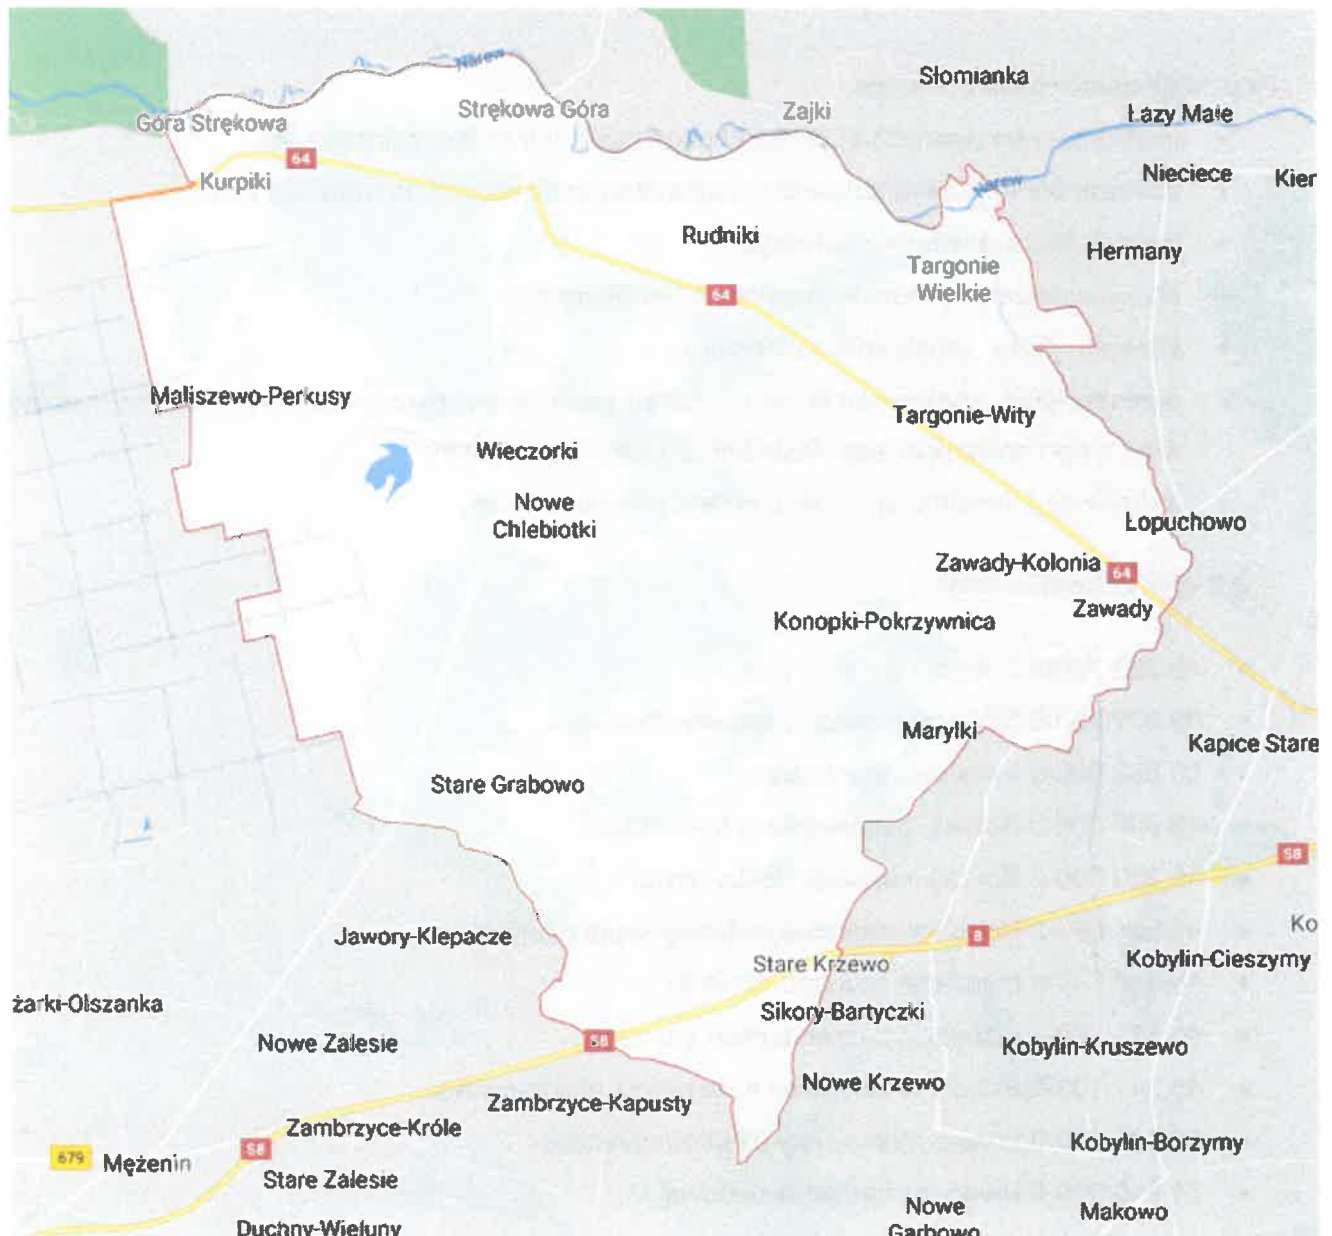 Narew
Słomianka
Góra Strękowa
Strękowa Góra
Zajki
Łazy Małe
64
Kurpiki
Narew
Nieciece
Kier
Rudniki
Hermany
Targonie
Wielkie
64
Maliszewo-Perkusy
Targonie-Wity
Wieczorki
Nowe
Chlebiotki
Łopuchowo
Zawady-Kolonia
64
Zawady
Konopki-Pokrzywnica
Marylki
Kapice Stare
Stare Grabowo
S8
Ko
Jawory-Klepacze
8
Stare Krzewo
Kobylin-Cieszymy
żarki-Olszanka
Sikory-Bartyczki
Nowe Zalesie
S8
Kobylin-Kruszewo
Nowe Krzewo
Zambrzyce-Kapusty
Zambrzyce-Króle
S8
Kobylin-Borzymy
679
Mężenin
Stare Zalesie
Nowe
Garbowo
Makowo
Duchny-Wieluny